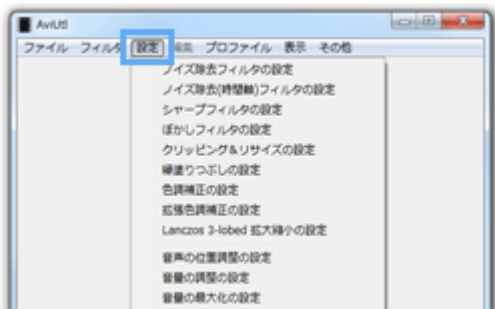 AviUtl
ファイル フィルタ 設定 編集 プロファイル 表示 その他
ノイズ除去フィルタの設定
ノイズ除去(時間軸)フィルタの設定
シャープフィルタの設定
ぼかしフィルタの設定
クリッピング&リサイズの設定
縁塗りつぶしの設定
色調補正の設定
拡張色調補正の設定
Lanczos 3-lobed 拡大縮小の設定
音声の位置調整の設定
音量の調整の設定
音量の最大化の設定